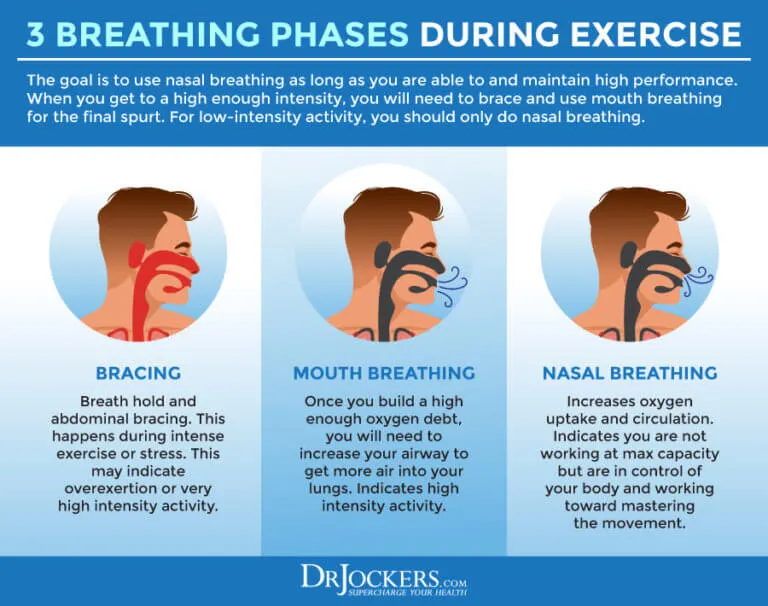 3 BREATHING PHASES DURING EXERCISE
The goal is to use nasal breathing as long as you are able to and maintain high performance.
When you get to a high enough intensity, you will need to brace and use mouth breathing
for the final spurt. For low-intensity activity, you should only do nasal breathing.
BRACING
Breath hold and
abdominal bracing. This
happens during intense
exercise or stress. This
may indicate
overexertion or very
high intensity activity.
MOUTH BREATHING
Once you build a high
enough oxygen debt,
you will need to
increase your airway to
get more air into your
lungs. Indicates high
intensity activity.
NASAL BREATHING
Increases oxygen
uptake and circulation.
Indicates you are not
working at max capacity
but are in control of
your body and working
toward mastering
the movement.
DRJOCKERS.COM
SUPERCHARGE YOUR HEALTH